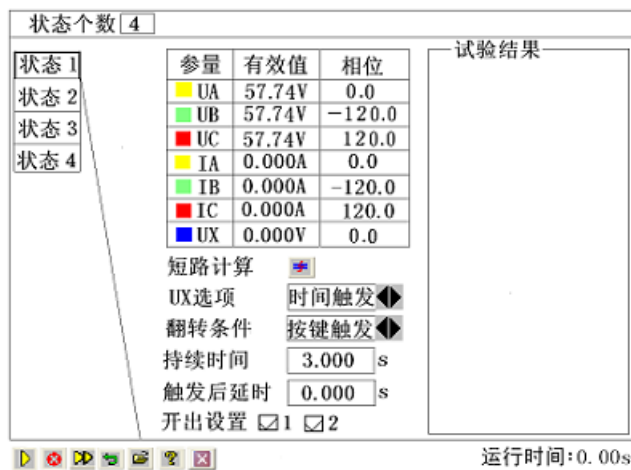 状态个数 4
状态 1
状态 2
状态 3
状态 4
参量 有效值 相位
UA 57.74V 0.0
UB 57.74V -120.0
UC 57.74V 120.0
IA 0.000A 0.0
IB 0.000A -120.0
IC 0.000A 120.0
UX 0.000V 0.0
短路计算
UX选项 时间触发
翻转条件 按键触发
持续时间 3.000 s
触发后延时 0.000 s
开出设置 1 2
试验结果
运行时间:0.00s